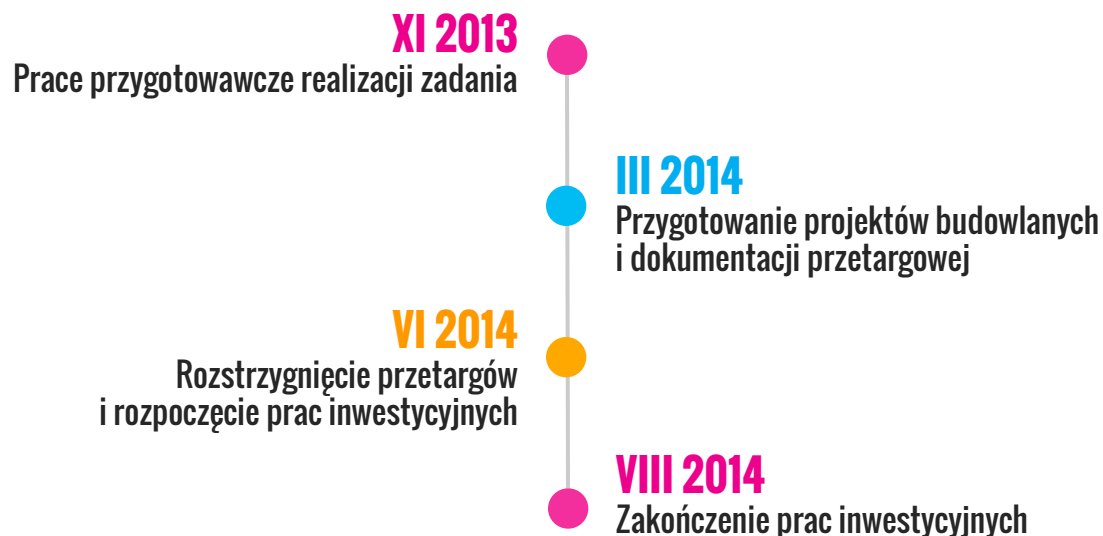 XI 2013
Prace przygotowawcze realizacji zadania
III 2014
Przygotowanie projektów budowlanych
i dokumentacji przetargowej
VI 2014
Rozstrzygnięcie przetargów
i rozpoczęcie prac inwestycyjnych
VIII 2014
Zakończenie prac inwestycyjnych